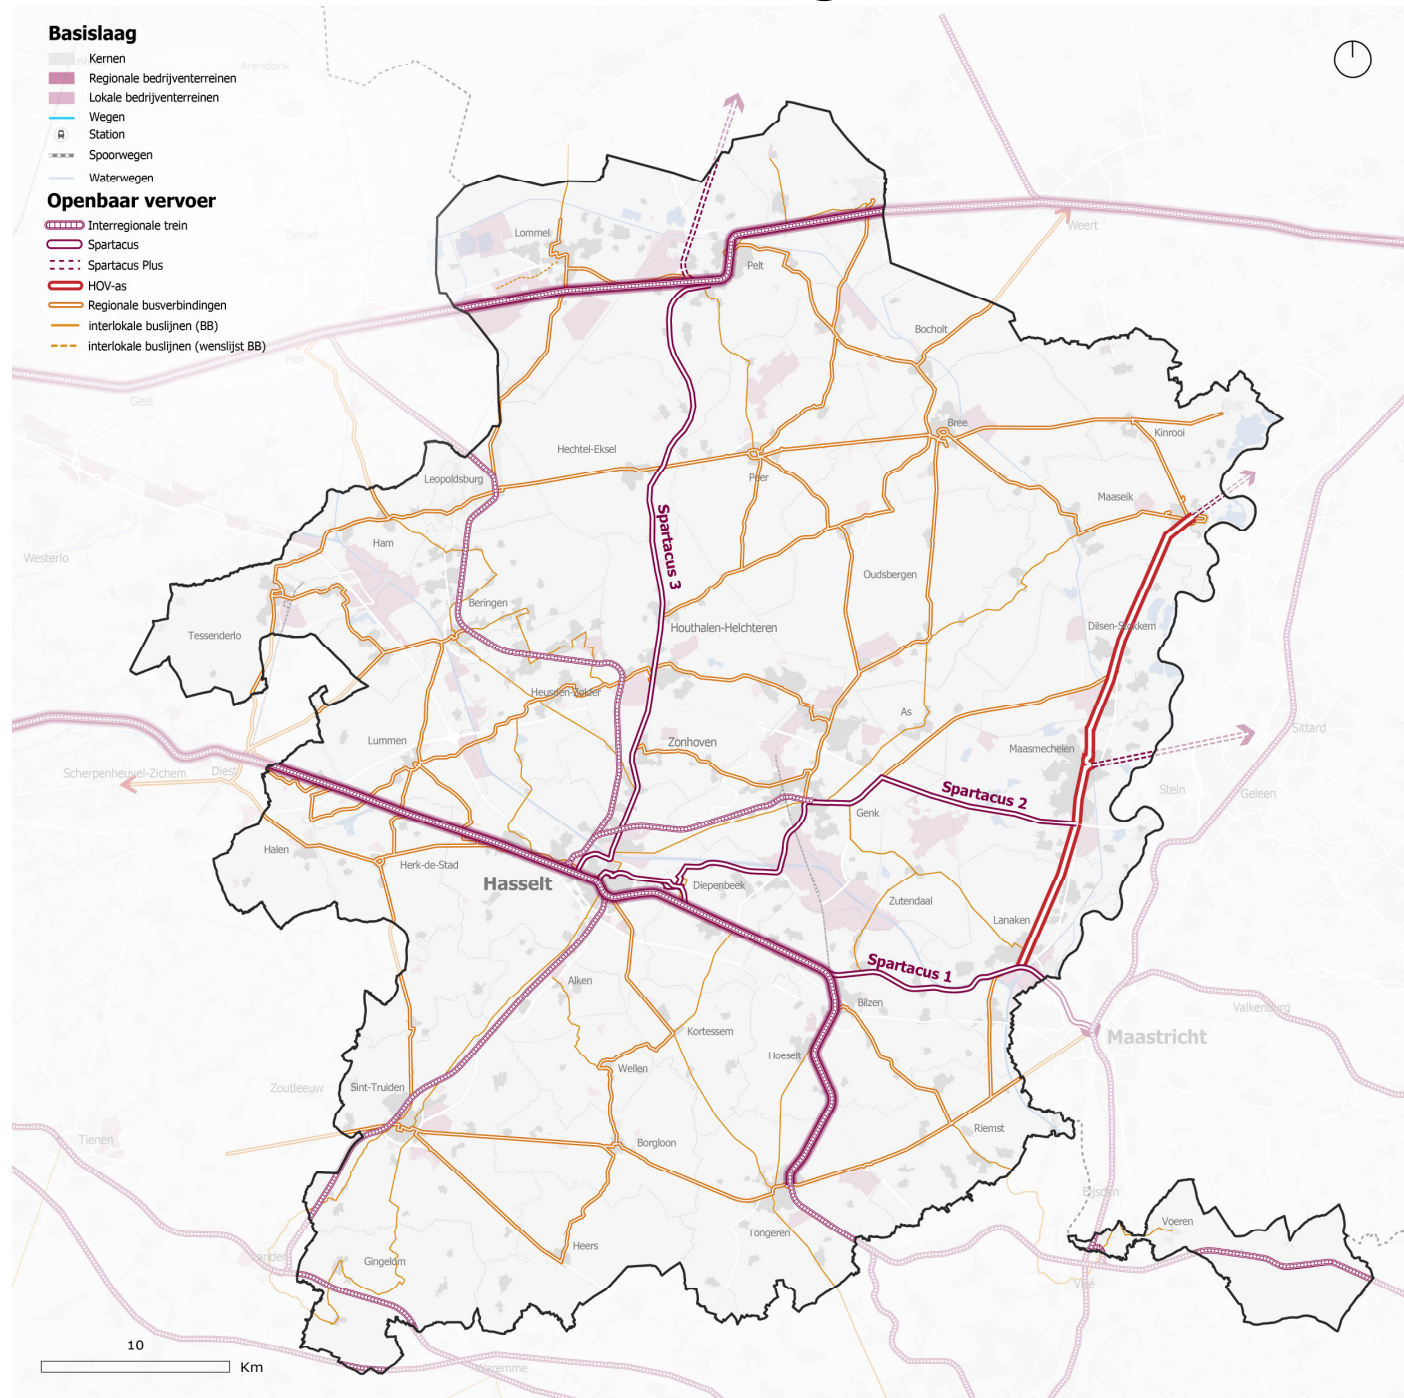 Basislaag
Kernen
Regionale bedrijventerreinen
Lokale bedrijventerreinen
Wegen
Station
Spoorwegen
Waterwegen
Openbaar vervoer
Interregionale trein
Spartacus
Spartacus Plus
HOV-as
Regionale busverbindingen
interlokale buslijnen (BB)
interlokale buslijnen (wenslijst BB)
Arendonk
Dessel
Lommel
Pelt
Weert
Mol
Geel
Bocholt
Bree
Kinrooi
Hechtel-Eksel
Leopoldsburg
Peer
Maaseik
Spartacus 3
Ham
Westerlo
Oudsbergen
Beringen
Tessenderlo
Houthalen-Helchteren
Dilsen-Stokkem
Heusden-Zolder
As
Sittard
Lummen
Zonhoven
Maasmechelen
Scherpenheuvel-Zichem
Diest
Stein
Geleen
Spartacus 2
Genk
Halen
Herk-de-Stad
Hasselt
Diepenbeek
Zutendaal
Lanaken
Spartacus 1
Alken
Bilzen
Valkenburg
Kortessem
Maastricht
Hoeselt
Wellen
Zoutleeuw
Sint-Truiden
Riemst
Tienen
Borgloon
Eijsden
Voeren
Tongeren
Heers
Landen
Gingelom
Visé
10
Km
Waremme